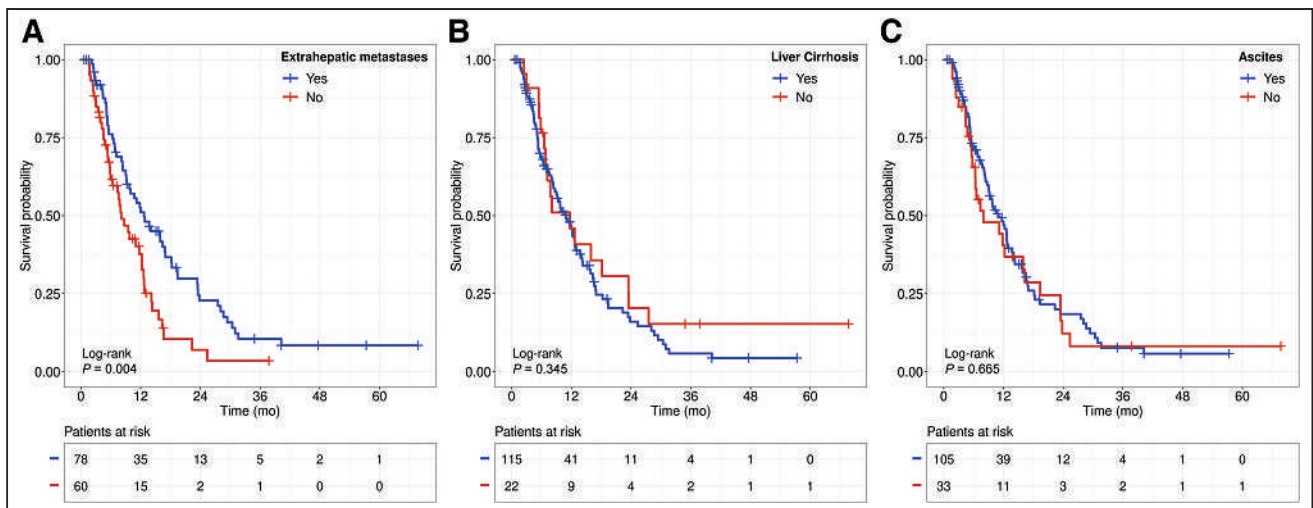 A
Extrahepatic metastases
Yes
No
1.00
0.75
0.50
0.25
0.00
Survival probability
Log-rank
P = 0.004
0 12 24 36 48 60
Time (mo)
Patients at risk
78 35 13 5 2 1
60 15 2 1 0 0
B
Liver Cirrhosis
Yes
No
1.00
0.75
0.50
0.25
0.00
Survival probability
Log-rank
P = 0.345
0 12 24 36 48 60
Time (mo)
Patients at risk
115 41 11 4 1 0
22 9 4 2 1 1
C
Ascites
Yes
No
1.00
0.75
0.50
0.25
0.00
Survival probability
Log-rank
P = 0.665
0 12 24 36 48 60
Time (mo)
Patients at risk
105 39 12 4 1 0
33 11 3 2 1 1